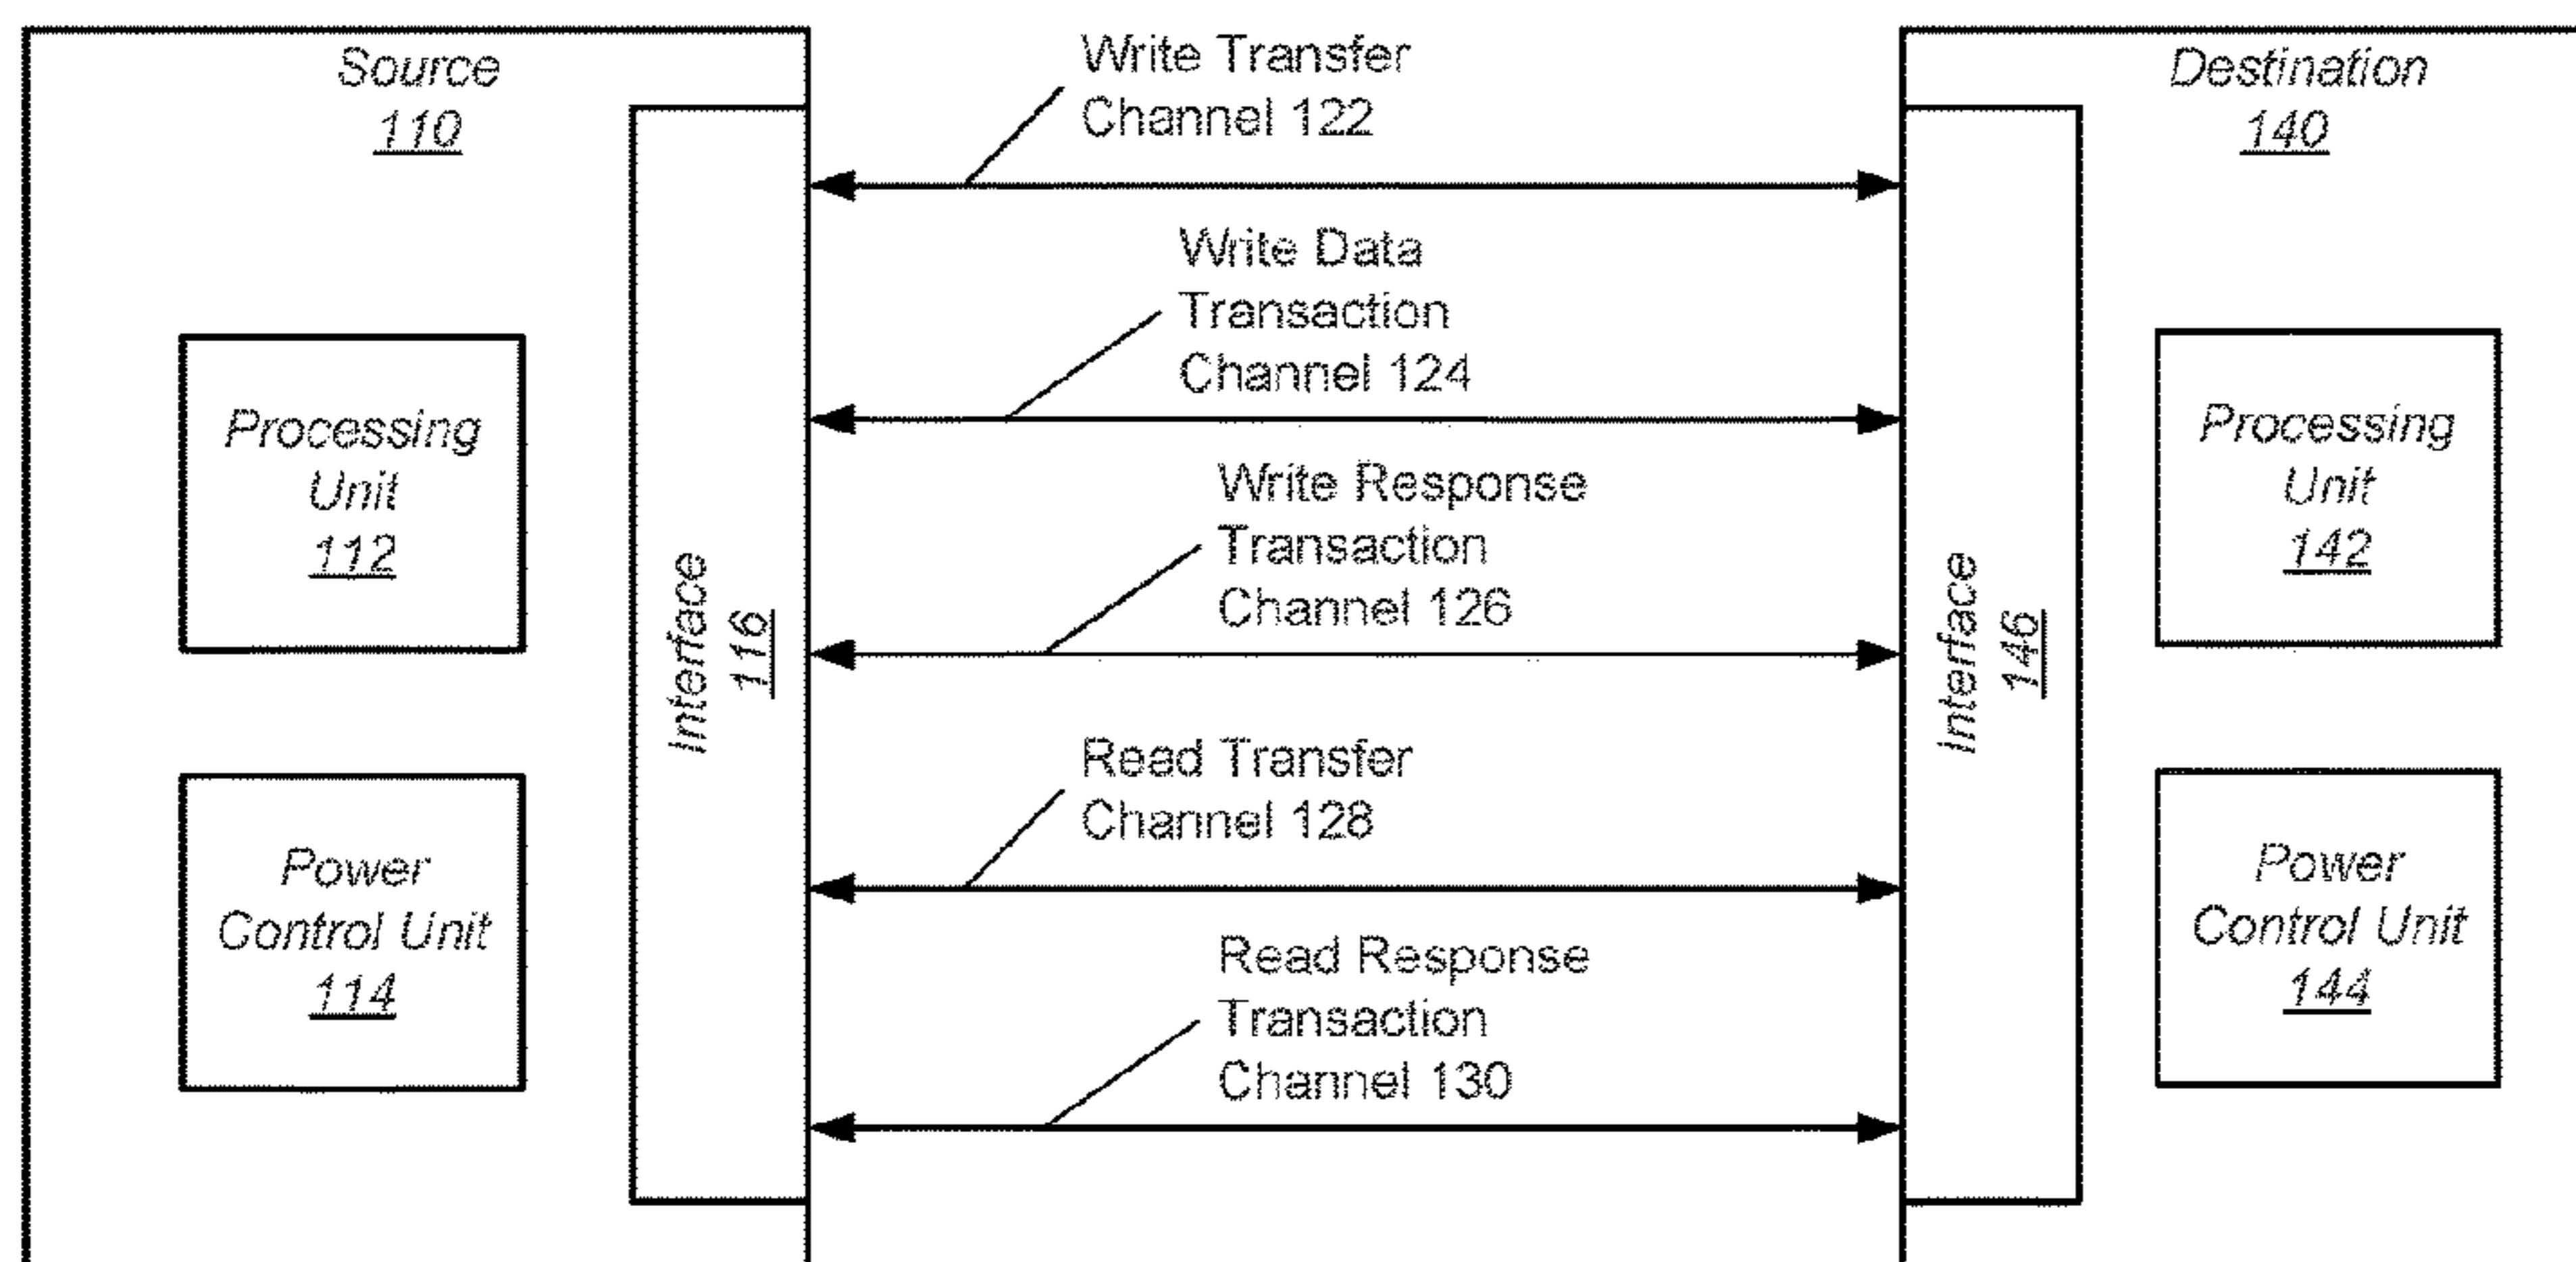 Source
110
Processing
Unit
112
Power
Control Unit
114
Interface
116
Write Transfer
Channel 122
Write Data
Transaction
Channel 124
Write Response
Transaction
Channel 126
Read Transfer
Channel 128
Read Response
Transaction
Channel 130
Destination
140
Interface
146
Processing
Unit
142
Power
Control Unit
144